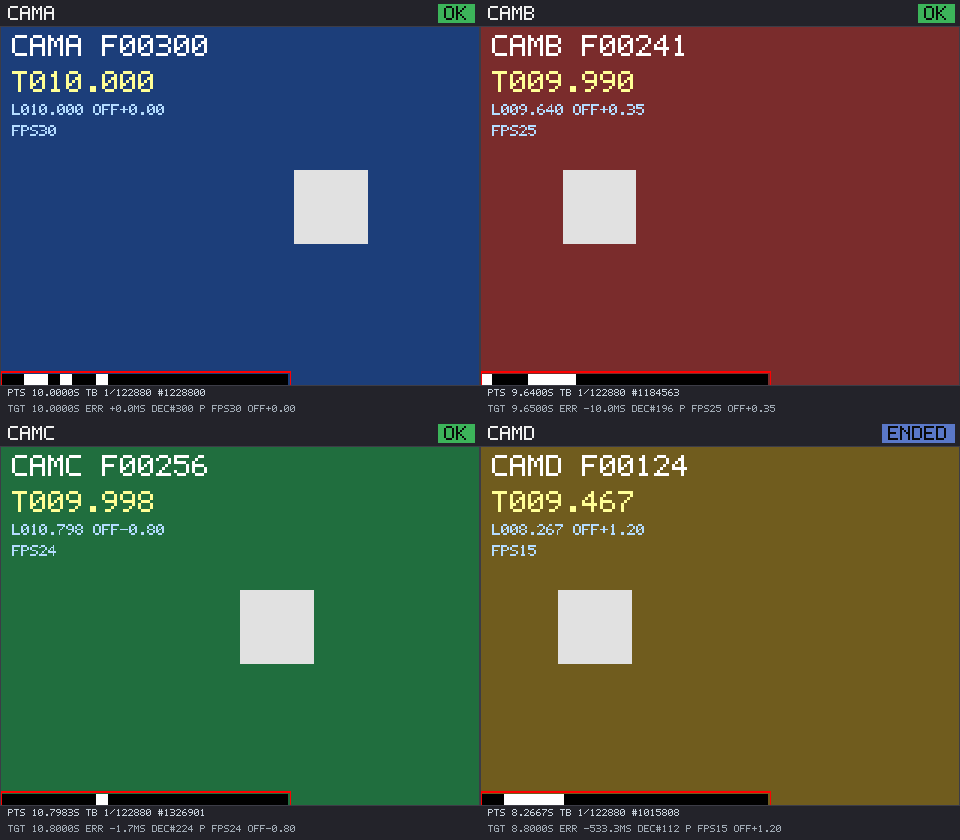 CAMA OK
CAMA F00300
T010.000
L010.000 OFF+0.00
FPS30
PTS 10.0000S TB 1/122880 #1228800
TGT 10.0000S ERR +0.0MS DEC#300 P FPS30 OFF+0.00
CAMB OK
CAMB F00241
T009.990
L009.640 OFF+0.35
FPS25
PTS 9.6400S TB 1/122880 #1184563
TGT 9.6500S ERR -10.0MS DEC#196 P FPS25 OFF+0.35
CAMC OK
CAMC F00256
T009.998
L010.798 OFF-0.80
FPS24
PTS 10.7983S TB 1/122880 #1326901
TGT 10.8000S ERR -1.7MS DEC#224 P FPS24 OFF-0.80
CAMD ENDED
CAMD F00124
T009.467
L008.267 OFF+1.20
FPS15
PTS 8.2667S TB 1/122880 #1015808
TGT 8.8000S ERR -533.3MS DEC#112 P FPS15 OFF+1.20